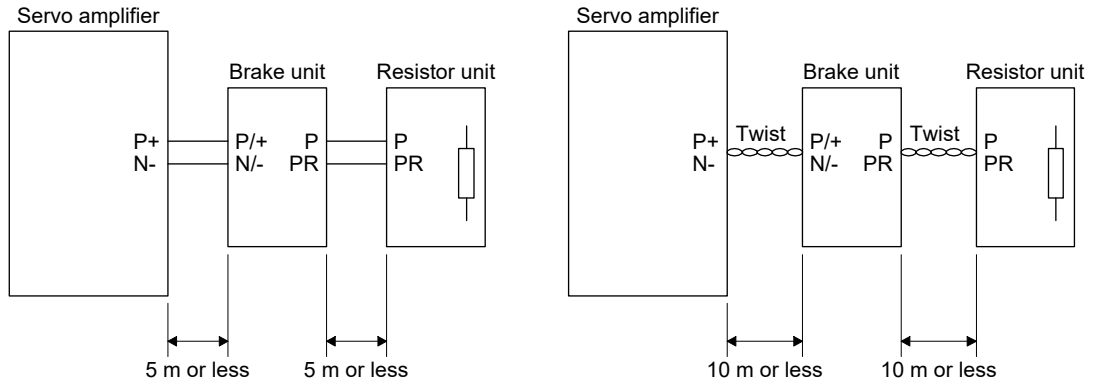 Servo amplifier
Brake unit
Resistor unit
P+
N-
P/+
N/-
P
PR
P
PR
5 m or less
5 m or less
Servo amplifier
Brake unit
Resistor unit
Twist
Twist
P+
N-
P/+
N/-
P
PR
P
PR
10 m or less
10 m or less